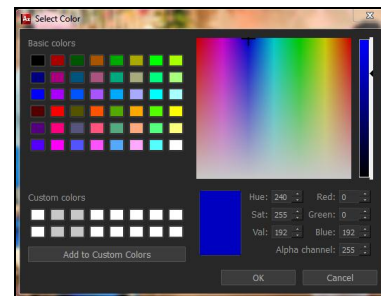 Select Color
Basic colors
Custom colors
Add to Custom Colors
Hue: 240 Red: 0
Sat: 255 Green: 0
Val: 192 Blue: 192
Alpha channel: 255
OK Cancel